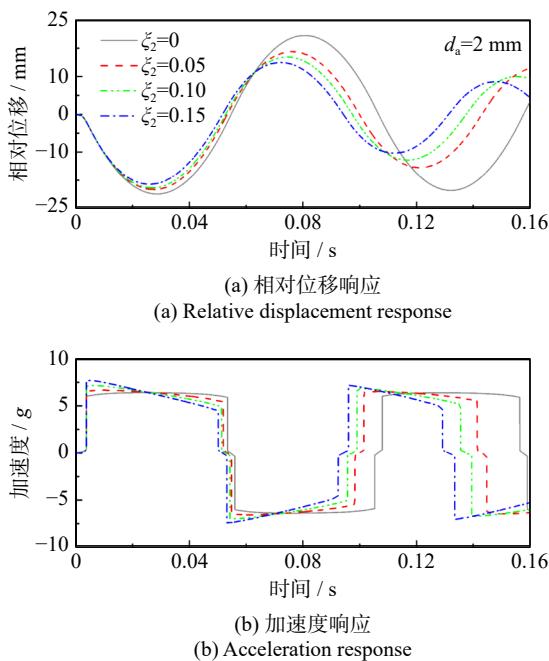 25
10
0
−10
−25
相对位移 / mm
ξ₂=0
ξ₂=0.05
ξ₂=0.10
ξ₂=0.15
dₐ=2 mm
0 0.04 0.08 0.12 0.16
时间 / s
(a) 相对位移响应
(a) Relative displacement response
10
5
0
−5
−10
加速度 / g
0 0.04 0.08 0.12 0.16
时间 / s
(b) 加速度响应
(b) Acceleration response